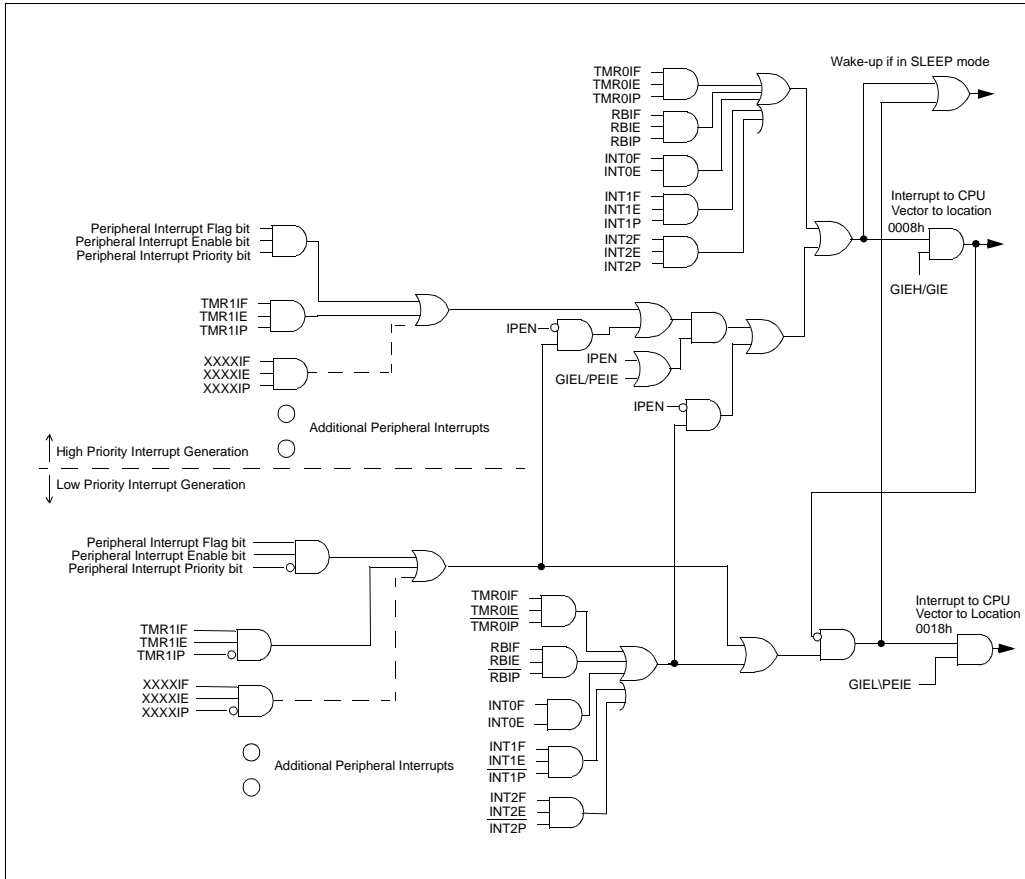 Wake-up if in SLEEP mode
TMR0IF
TMR0IE
TMR0IP
RBIF
RBIE
RBIP
INT0F
INT0E
INT1F
INT1E
INT1P
INT2F
INT2E
INT2P
Interrupt to CPU
Vector to location
0008h
GIEH/GIE
Peripheral Interrupt Flag bit
Peripheral Interrupt Enable bit
Peripheral Interrupt Priority bit
TMR1IF
TMR1IE
TMR1IP
XXXXIF
XXXXIE
XXXXIP
IPEN
IPEN
GIEL/PEIE
IPEN
Additional Peripheral Interrupts
High Priority Interrupt Generation
Low Priority Interrupt Generation
Peripheral Interrupt Flag bit
Peripheral Interrupt Enable bit
Peripheral Interrupt Priority bit
TMR1IF
TMR1IE
TMR1IP
XXXXIF
XXXXIE
XXXXIP
Additional Peripheral Interrupts
TMR0IF
TMR0IE
TMR0IP
RBIF
RBIE
RBIP
INT0F
INT0E
INT1F
INT1E
INT1P
INT2F
INT2E
INT2P
Interrupt to CPU
Vector to Location
0018h
GIEL\PEIE